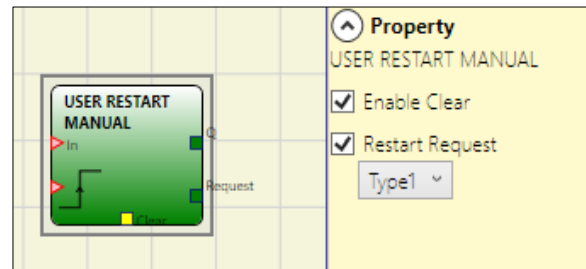 USER RESTART
MANUAL
In
Q
Request
Clear
Property
USER RESTART MANUAL
Enable Clear
Restart Request
Type1